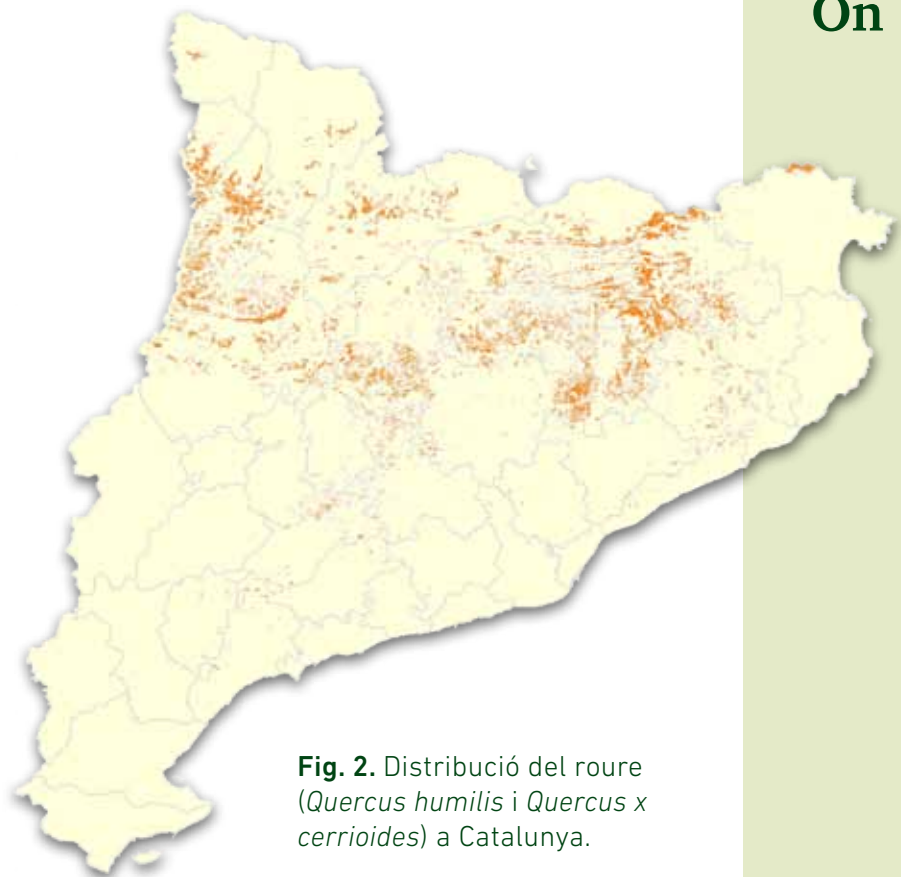 On
Fig. 2. Distribució del roure
(Quercus humilis i Quercus x
cerrioides) a Catalunya.